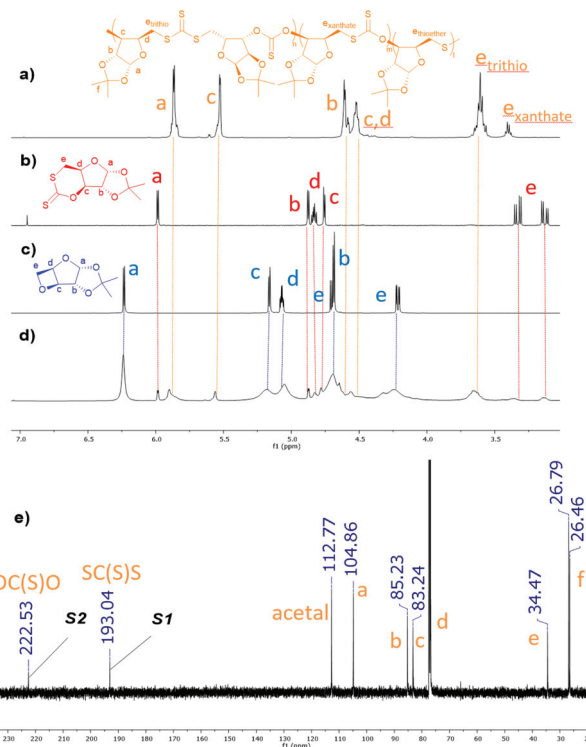 e trithio
e xanthate
e thioether
c
d
b
a
f
n
m
l
S
S
S
O
O
a)
a
c
b
c,d
e trithio
e xanthate
b)
e
d
a
S
O
O
S
O
c
b
O
a
b
d
c
e
c)
e
d
O
a
O
O
c
b
O
a
c
d
e
b
e
d)
7.0
6.5
6.0
5.5
5.0
4.5
4.0
3.5
f1 (ppm)
e)
OC(S)O
222.53
S2
SC(S)S
193.04
S1
acetal
112.77
104.86
a
85.23
83.24
b
c
d
34.47
e
26.79
26.46
f
220
210
200
190
180
170
160
150
140
130
120
110
100
90
80
70
60
50
40
30
f1 (ppm)